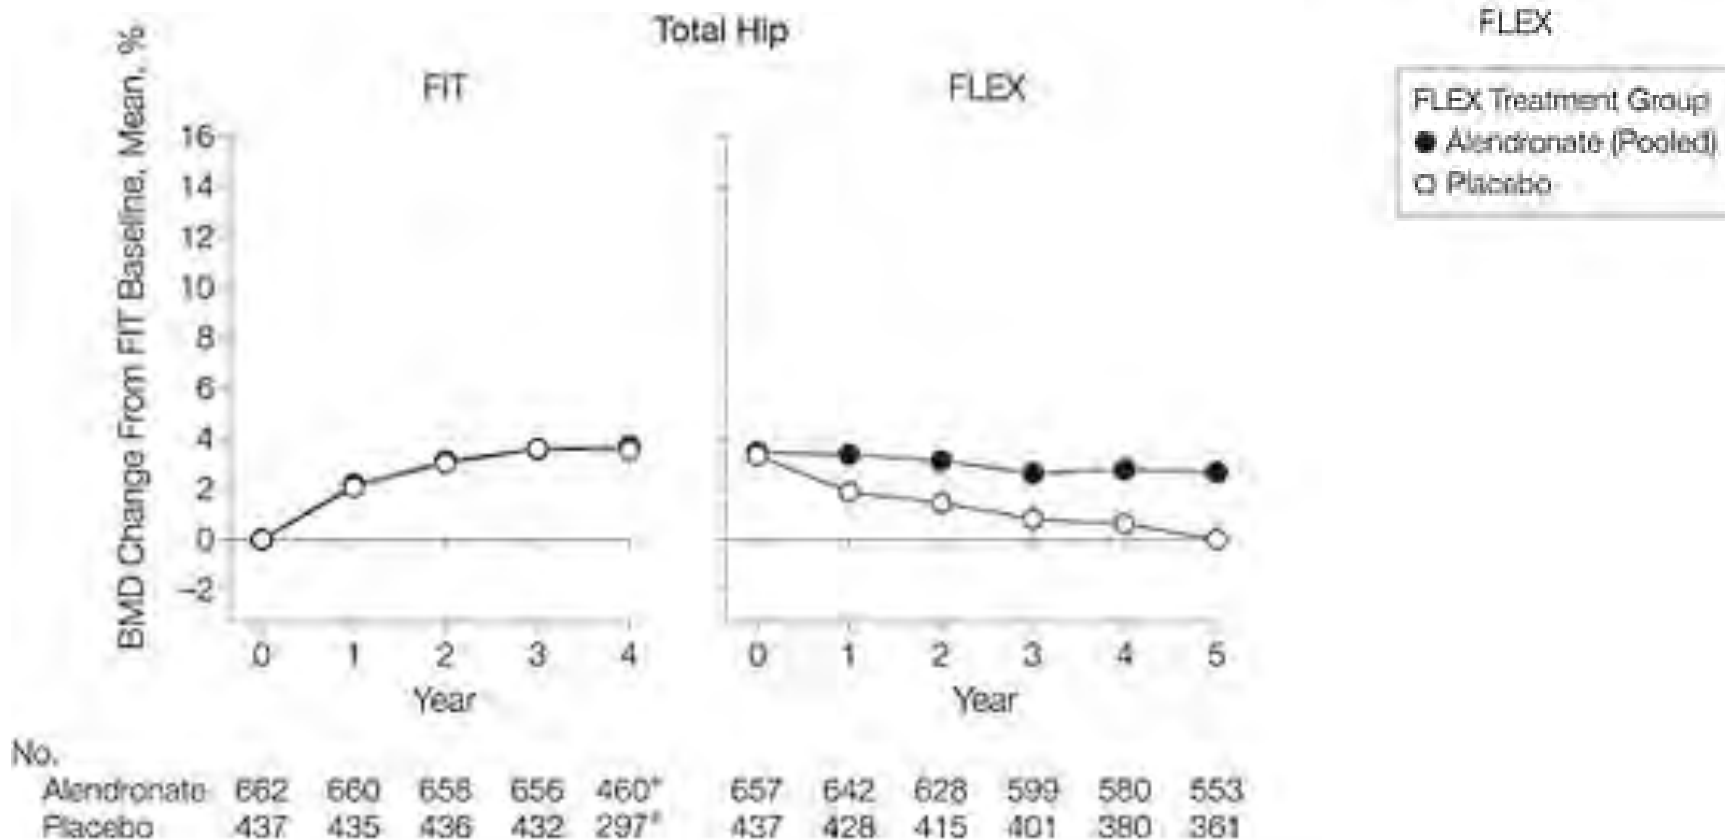 Total Hip
FLEX
FIT
FLEX
FLEX Treatment Group
Alendronate (Pooled)
Placebo
BMD Change From FIT Baseline, Mean, %
16
14
12
10
8
6
4
2
0
–2
0 1 2 3 4
0 1 2 3 4 5
Year
Year
No.
Alendronate 662 660 658 656 460* 657 642 628 599 580 553
Placebo 437 435 436 432 297* 437 428 415 401 380 361